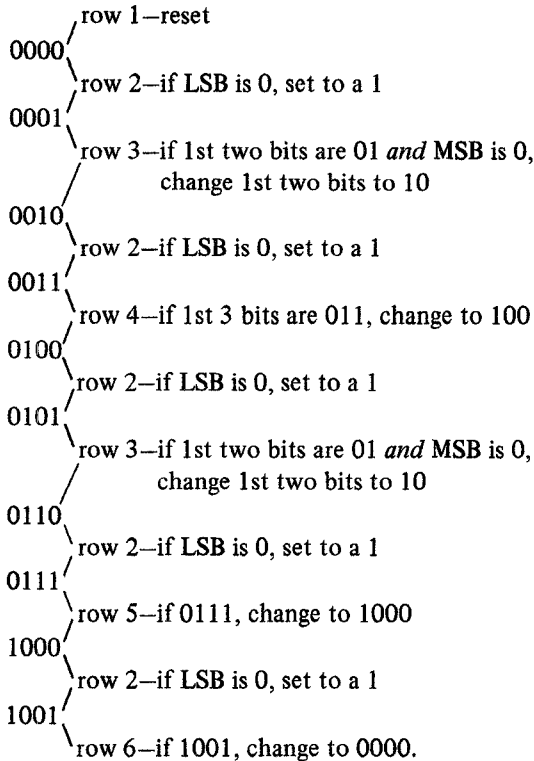 row 1—reset
0000
row 2—if LSB is 0, set to a 1
0001
row 3—if 1st two bits are 01 and MSB is 0,
change 1st two bits to 10
0010
row 2—if LSB is 0, set to a 1
0011
row 4—if 1st 3 bits are 011, change to 100
0100
row 2—if LSB is 0, set to a 1
0101
row 3—if 1st two bits are 01 and MSB is 0,
change 1st two bits to 10
0110
row 2—if LSB is 0, set to a 1
0111
row 5—if 0111, change to 1000
1000
row 2—if LSB is 0, set to a 1
1001
row 6—if 1001, change to 0000.